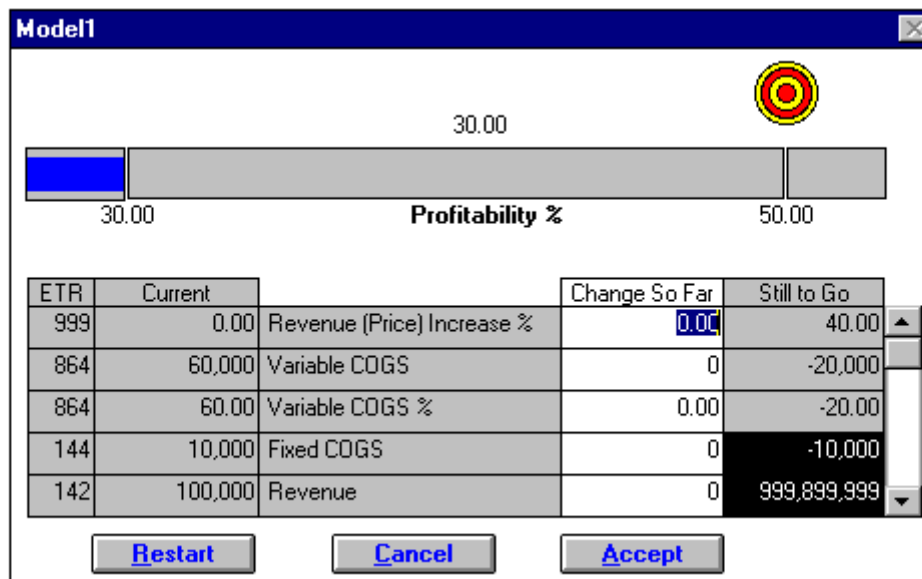 Model1
30.00
30.00 Profitability % 50.00
ETR Current Change So Far Still to Go
999 0.00 Revenue (Price) Increase % 0.00 40.00
864 60,000 Variable COGS 0 -20,000
864 60.00 Variable COGS % 0.00 -20.00
144 10,000 Fixed COGS 0 -10,000
142 100,000 Revenue 0 999,899,999
Restart Cancel Accept